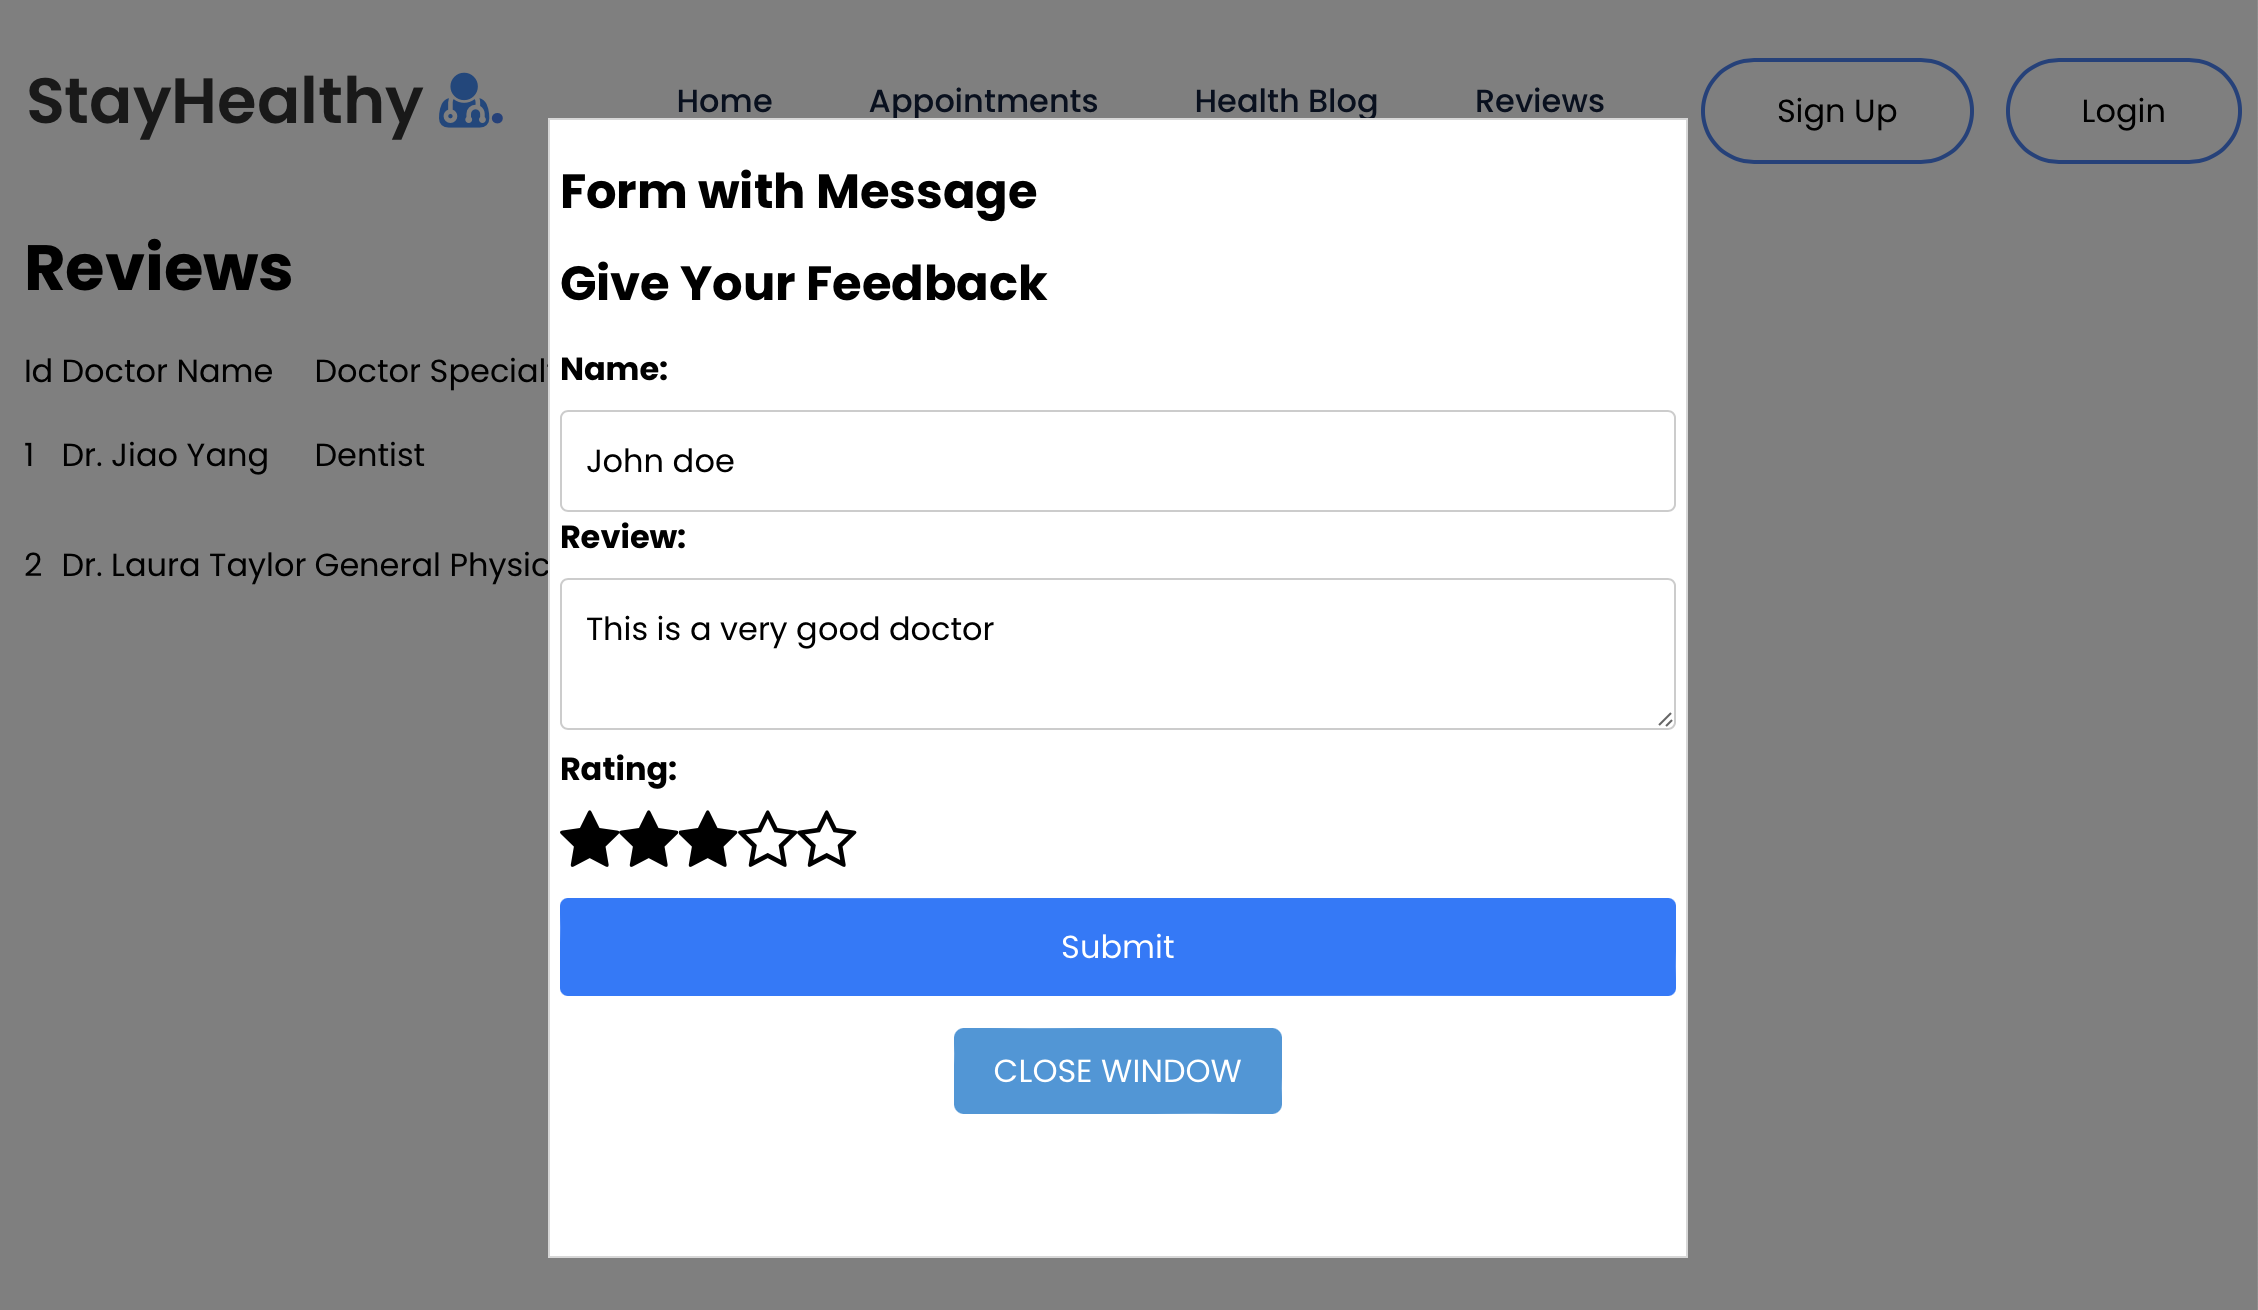 StayHealthy
Home Appointments Health Blog Reviews Sign Up Login
Reviews
Id Doctor Name Doctor Special
1 Dr. Jiao Yang Dentist
2 Dr. Laura Taylor General Physic
Form with Message
Give Your Feedback
Name:
John doe
Review:
This is a very good doctor
Rating:
Submit
CLOSE WINDOW